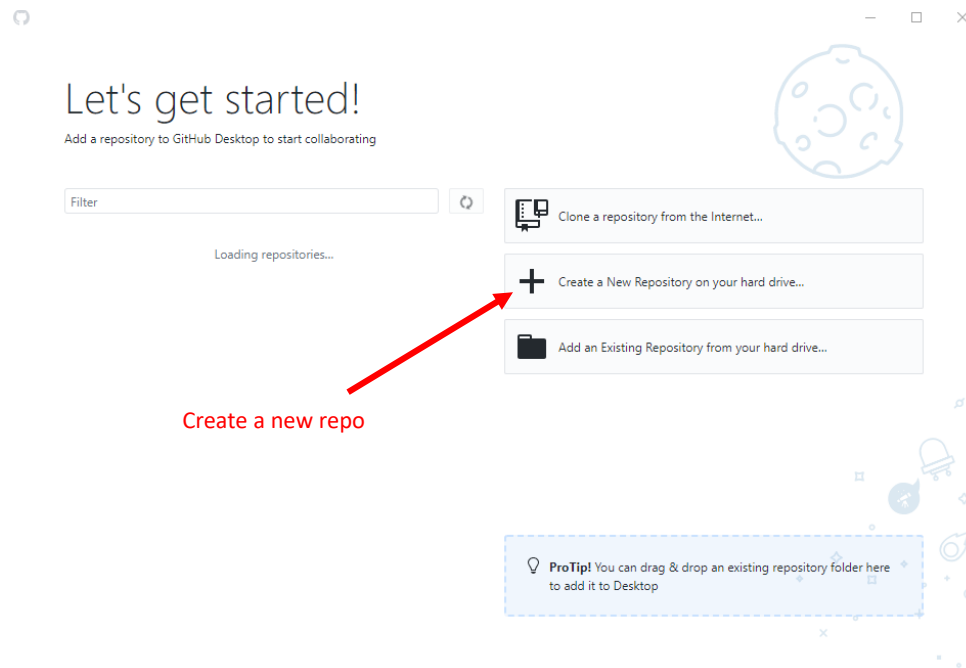 Let's get started!
Add a repository to GitHub Desktop to start collaborating
Filter
Loading repositories...
Clone a repository from the Internet...
Create a New Repository on your hard drive...
Add an Existing Repository from your hard drive...
Create a new repo
ProTip! You can drag & drop an existing repository folder here
to add it to Desktop